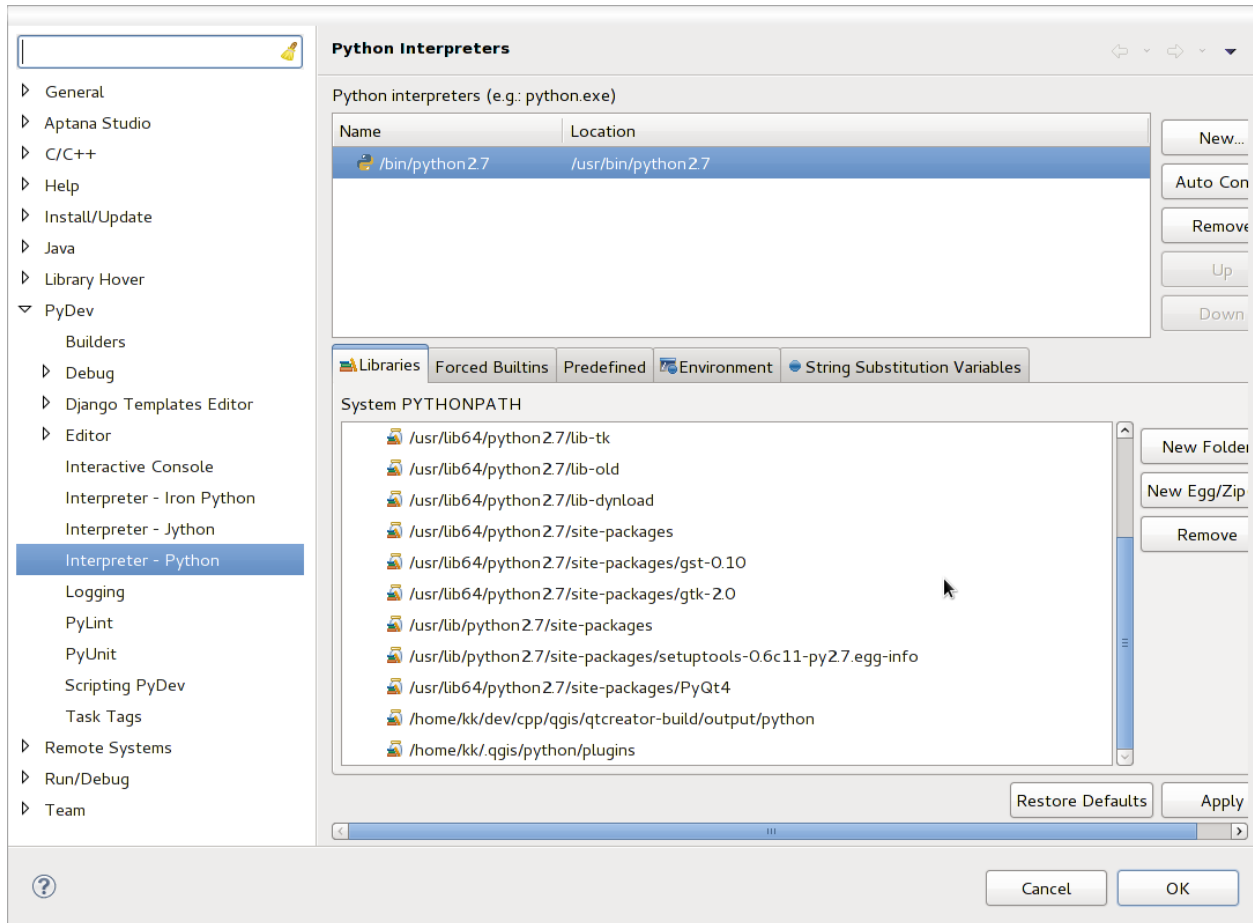 Python Interpreters
General
Aptana Studio
C/C++
Help
Install/Update
Java
Library Hover
PyDev
Builders
Debug
Django Templates Editor
Editor
Interactive Console
Interpreter - Iron Python
Interpreter - Jython
Interpreter - Python
Logging
PyLint
PyUnit
Scripting PyDev
Task Tags
Remote Systems
Run/Debug
Team
Python interpreters (e.g.: python.exe)
Name Location
/bin/python2.7 /usr/bin/python2.7
New...
Auto Con
Remove
Up
Down
Libraries Forced Builtins Predefined Environment String Substitution Variables
System PYTHONPATH
/usr/lib64/python2.7/lib-tk
/usr/lib64/python2.7/lib-old
/usr/lib64/python2.7/lib-dynload
/usr/lib64/python2.7/site-packages
/usr/lib64/python2.7/site-packages/gst-0.10
/usr/lib64/python2.7/site-packages/gtk-2.0
/usr/lib/python2.7/site-packages
/usr/lib/python2.7/site-packages/setuptools-0.6c11-py2.7.egg-info
/usr/lib64/python2.7/site-packages/PyQt4
/home/kk/dev/cpp/qgis/qtcreator-build/output/python
/home/kk/.qgis/python/plugins
New Folder
New Egg/Zip
Remove
Restore Defaults Apply
Cancel OK